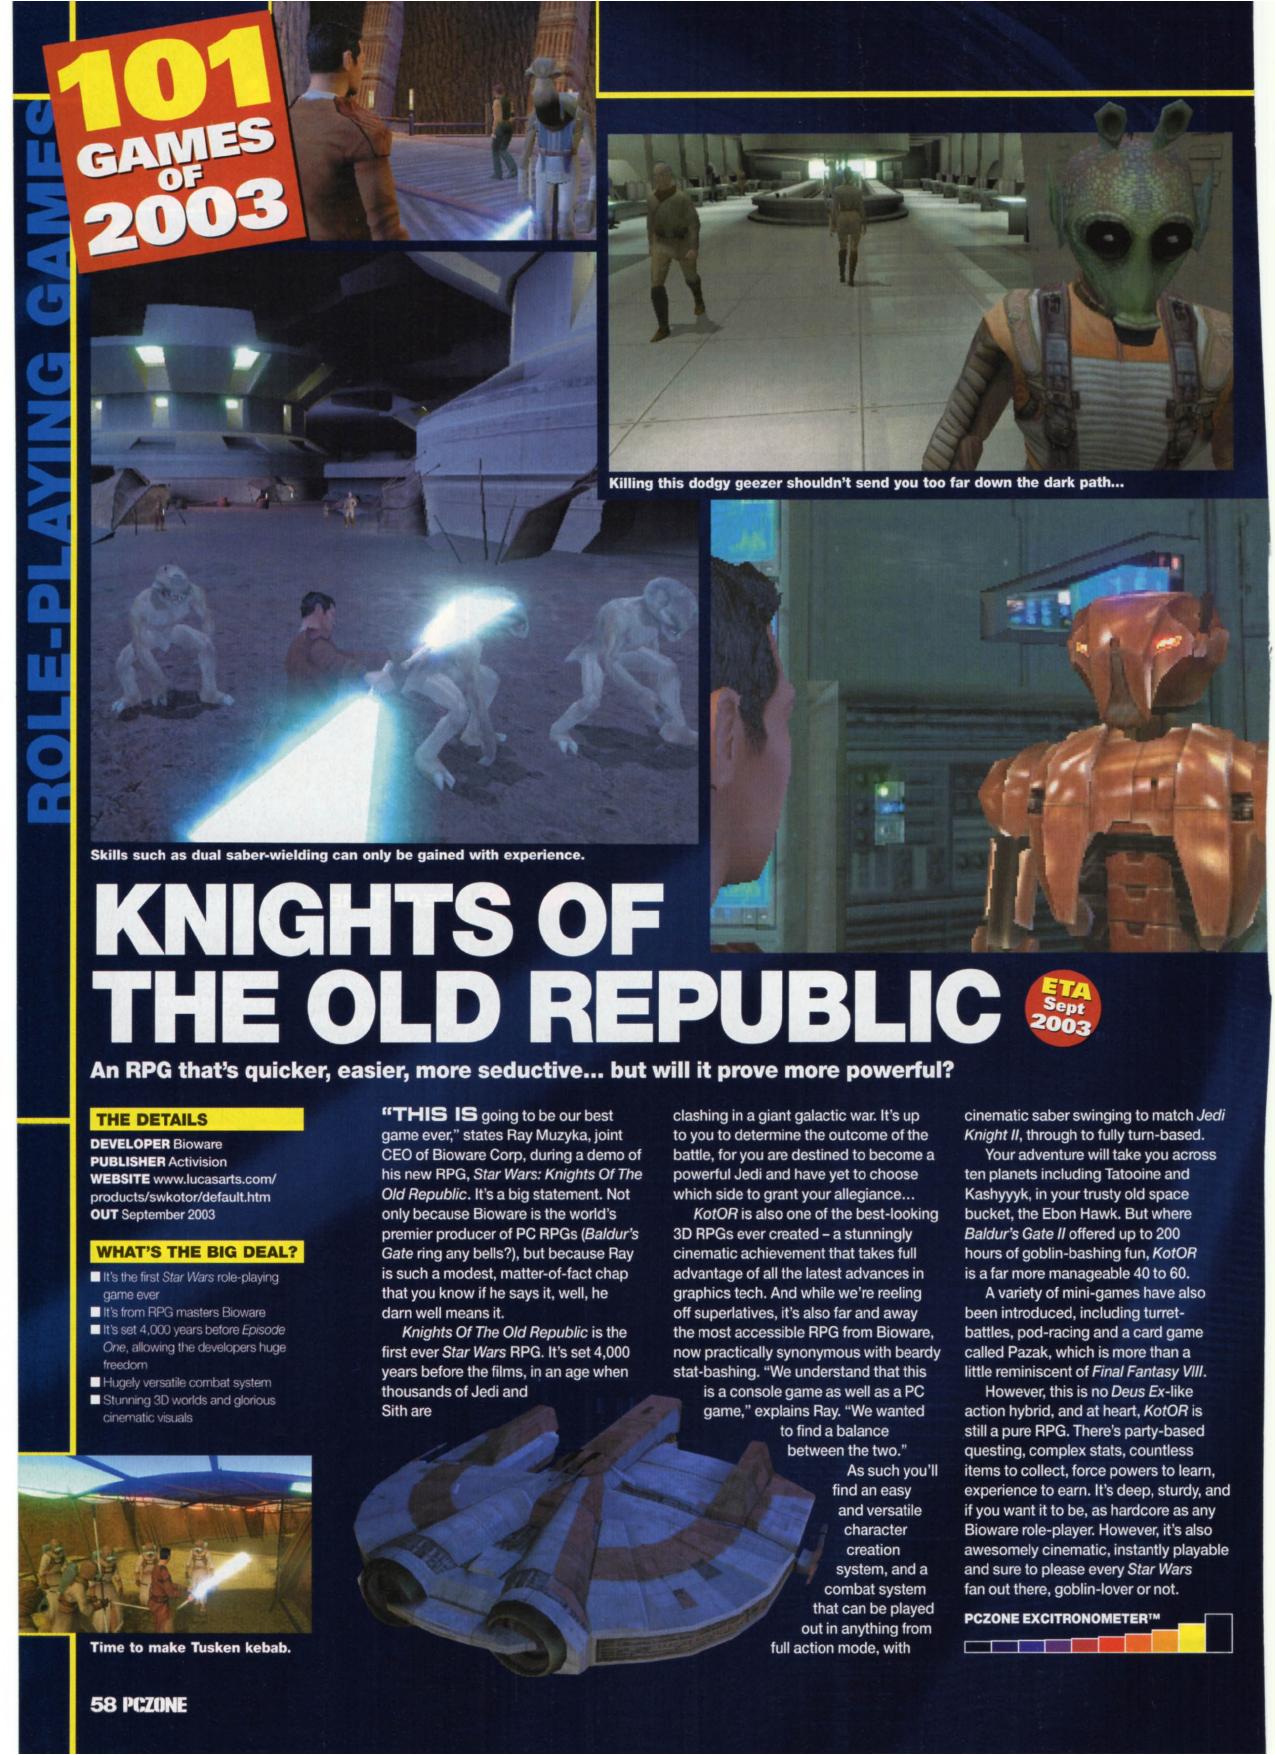 101
GAMES
OF
2003
ROLE-PLAYING GAMES
Killing this dodgy geezer shouldn't send you too far down the dark path...
Skills such as dual saber-wielding can only be gained with experience.
KNIGHTS OF
THE OLD REPUBLIC
ETA
Sept
2003
An RPG that's quicker, easier, more seductive... but will it prove more powerful?
THE DETAILS
DEVELOPER Bioware
PUBLISHER Activision
WEBSITE www.lucasarts.com/
products/swkotor/default.htm
OUT September 2003
WHAT'S THE BIG DEAL?
■ It's the first Star Wars role-playing
game ever
■ It's from RPG masters Bioware
■ It's set 4,000 years before Episode
One, allowing the developers huge
freedom
■ Hugely versatile combat system
■ Stunning 3D worlds and glorious
cinematic visuals
Time to make Tusken kebab.
"THIS IS going to be our best
game ever," states Ray Muzyka, joint
CEO of Bioware Corp, during a demo of
his new RPG, Star Wars: Knights Of The
Old Republic. It's a big statement. Not
only because Bioware is the world's
premier producer of PC RPGs (Baldur's
Gate ring any bells?), but because Ray
is such a modest, matter-of-fact chap
that you know if he says it, well, he
darn well means it.
Knights Of The Old Republic is the
first ever Star Wars RPG. It's set 4,000
years before the films, in an age when
thousands of Jedi and
Sith are
clashing in a giant galactic war. It's up
to you to determine the outcome of the
battle, for you are destined to become a
powerful Jedi and have yet to choose
which side to grant your allegiance...
KotOR is also one of the best-looking
3D RPGs ever created – a stunningly
cinematic achievement that takes full
advantage of all the latest advances in
graphics tech. And while we're reeling
off superlatives, it's also far and away
the most accessible RPG from Bioware,
now practically synonymous with beardy
stat-bashing. "We understand that this
is a console game as well as a PC
game," explains Ray. "We wanted
to find a balance
between the two."
As such you'll
find an easy
and versatile
character
creation
system, and a
combat system
that can be played
out in anything from
full action mode, with
cinematic saber swinging to match Jedi
Knight II, through to fully turn-based.
Your adventure will take you across
ten planets including Tatooine and
Kashyyyk, in your trusty old space
bucket, the Ebon Hawk. But where
Baldur's Gate II offered up to 200
hours of goblin-bashing fun, KotOR
is a far more manageable 40 to 60.
A variety of mini-games have also
been introduced, including turret-
battles, pod-racing and a card game
called Pazak, which is more than a
little reminiscent of Final Fantasy VIII.
However, this is no Deus Ex-like
action hybrid, and at heart, KotOR is
still a pure RPG. There's party-based
questing, complex stats, countless
items to collect, force powers to learn,
experience to earn. It's deep, sturdy, and
if you want it to be, as hardcore as any
Bioware role-player. However, it's also
awesomely cinematic, instantly playable
and sure to please every Star Wars
fan out there, goblin-lover or not.
PCZONE EXCITRONOMETER™
58 PCZONE